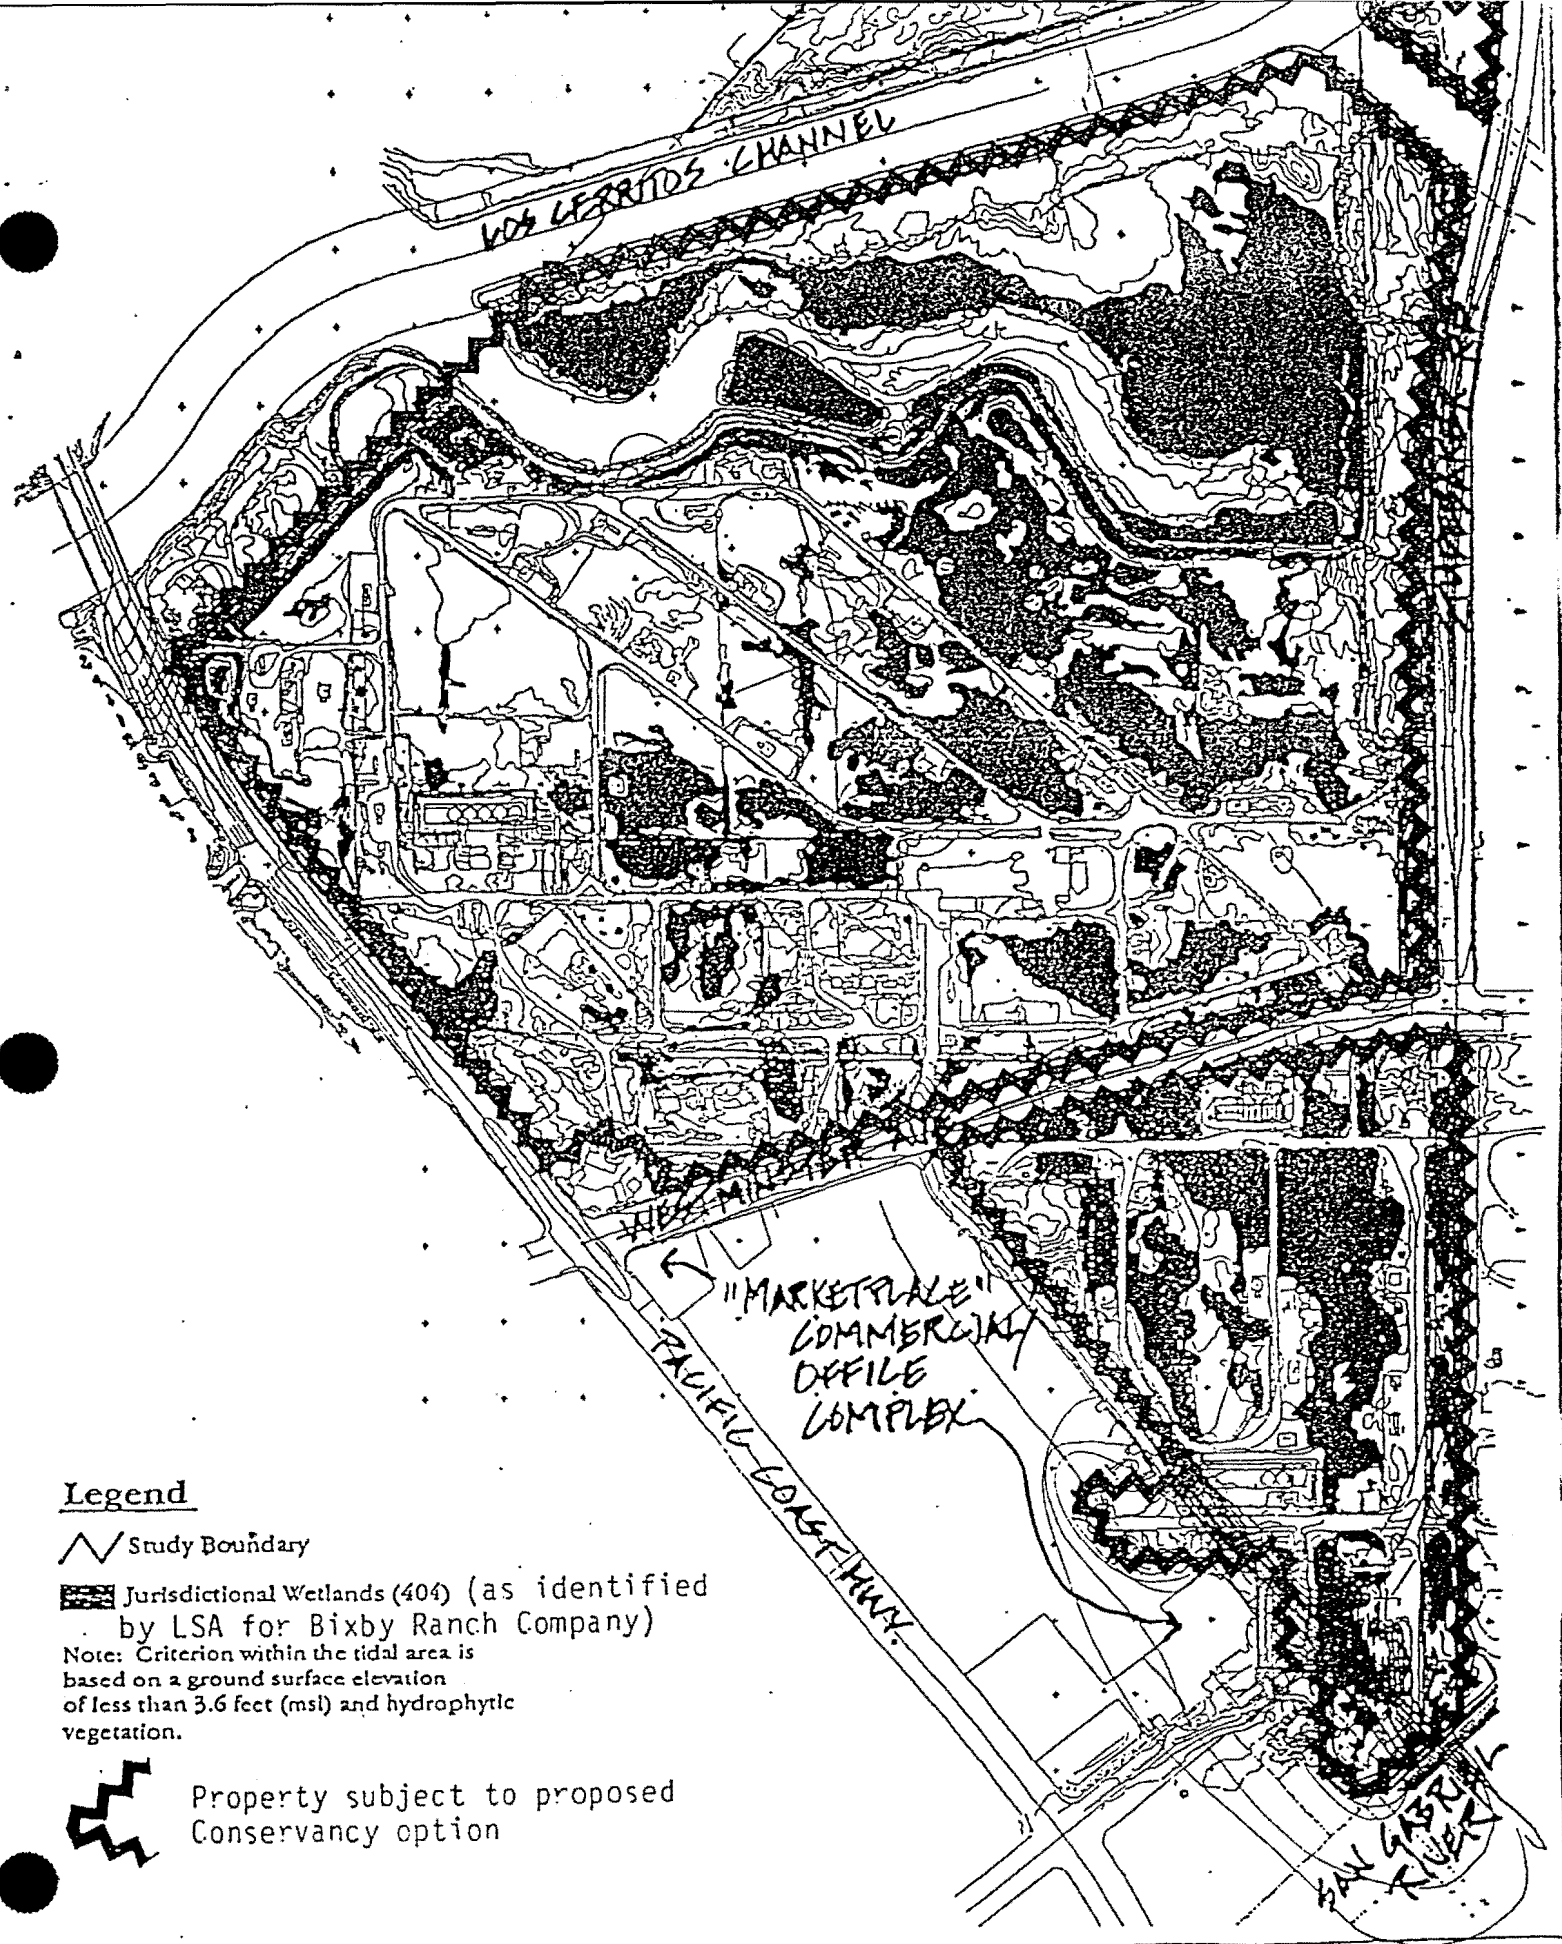 LOS CERRITOS CHANNEL
WESTMINSTER
"MARKETPLACE"
COMMERCIAL/
OFFICE
COMPLEX
PACIFIC COAST HWY.
SAN GABRIEL
RIVER
Legend
Study Boundary
Jurisdictional Wetlands (404) (as identified
by LSA for Bixby Ranch Company)
Note: Criterion within the tidal area is
based on a ground surface elevation
of less than 3.6 feet (msl) and hydrophytic
vegetation.
Property subject to proposed
Conservancy option